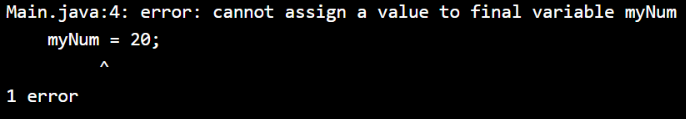 Main.java:4: error: cannot assign a value to final variable myNum
    myNum = 20;
        ^
1 error